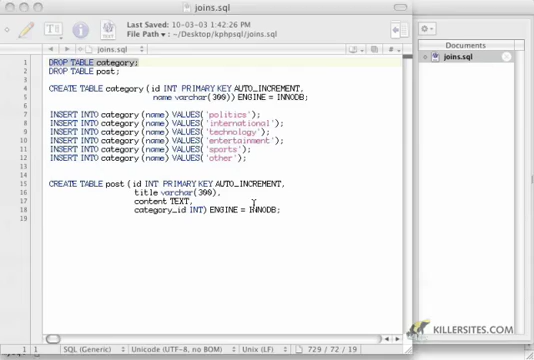 joins.sql
Last Saved: 10-03-03 1:42:26 PM
File Path: ~/Desktop/kphpsql/joins.sql
joins.sql
Documents
joins.sql
1 DROP TABLE category;
2 DROP TABLE post;
3
4 CREATE TABLE category (id INT PRIMARY KEY AUTO_INCREMENT,
5 name varchar(300)) ENGINE = INNODB;
6
7 INSERT INTO category (name) VALUES('politics');
8 INSERT INTO category (name) VALUES('international');
9 INSERT INTO category (name) VALUES('technology');
10 INSERT INTO category (name) VALUES('entertainment');
11 INSERT INTO category (name) VALUES('sports');
12 INSERT INTO category (name) VALUES('other');
13
14
15 CREATE TABLE post (id INT PRIMARY KEY AUTO_INCREMENT,
16 title varchar(300),
17 content TEXT,
18 category_id INT) ENGINE = INNODB;
19
1 1 SQL (Generic) Unicode (UTF-8, no BOM) Unix (LF) 729 / 72 / 19
KILLERSITES.COM